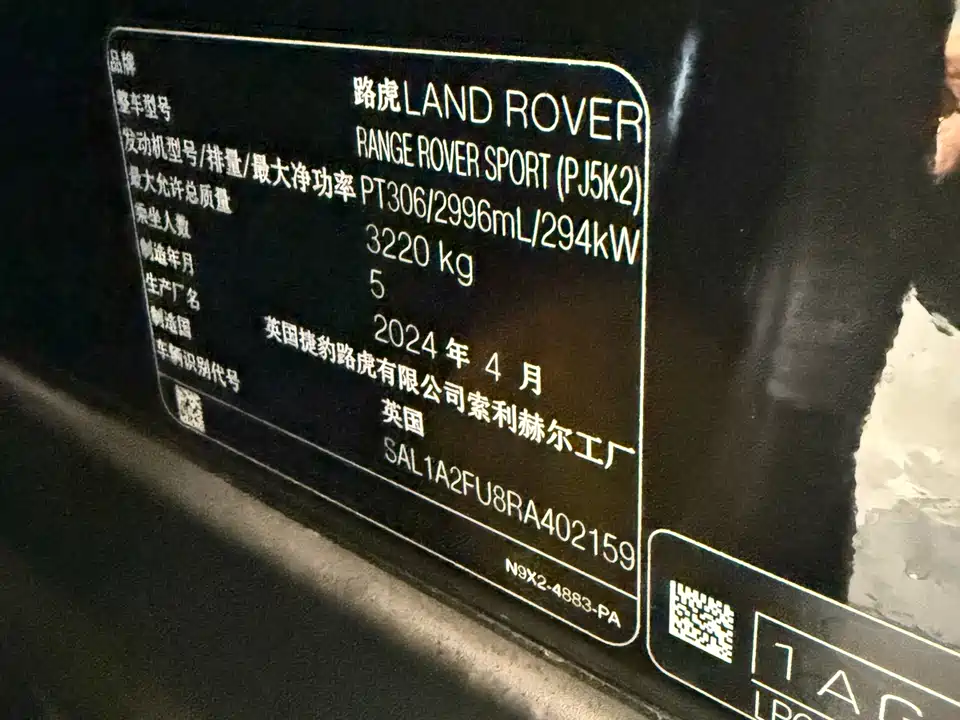 品牌 路虎LAND ROVER
整车型号 RANGE ROVER SPORT (PJ5K2)
发动机型号/排量/最大净功率 PT306/2996mL/294kW
最大允许总质量 3220 kg
乘坐人数 5
制造年月 2024 年 4 月
生产厂名 英国捷豹路虎有限公司索利赫尔工厂
制造国 英国
车辆识别代号 SAL1A2FU8RA402159
N9X2-4883-PA